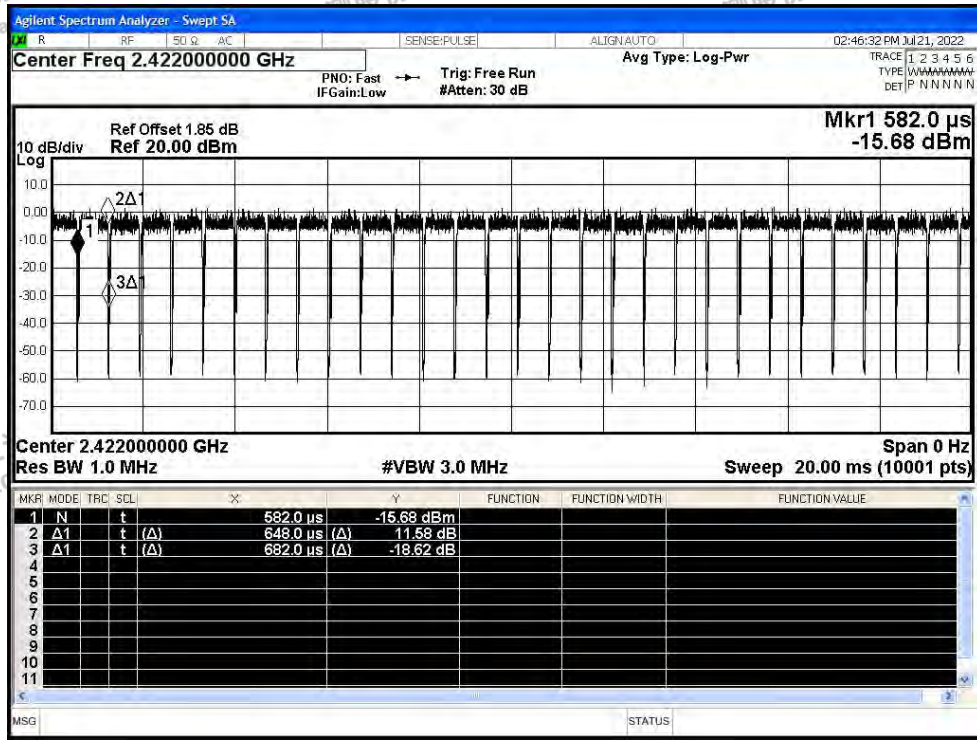 Agilent Spectrum Analyzer - Swept SA
LXI R RF 50 Ω AC SENSE:PULSE ALIGN AUTO 02:46:32 PM Jul 21, 2022
Center Freq 2.422000000 GHz
PNO: Fast
IFGain:Low
Trig: Free Run
#Atten: 30 dB
Avg Type: Log-Pwr
TRACE 1 2 3 4 5 6
TYPE WWWWWW
DET P N N N N N
Mkr1 582.0 µs
-15.68 dBm
Ref Offset 1.85 dB
10 dB/div Ref 20.00 dBm
Log
10.0
0.00
-10.0
-20.0
-30.0
-40.0
-50.0
-60.0
-70.0
2Δ1
1
3Δ1
Center 2.422000000 GHz Span 0 Hz
Res BW 1.0 MHz #VBW 3.0 MHz Sweep 20.00 ms (10001 pts)
MKR MODE TRC SCL X Y FUNCTION FUNCTION WIDTH FUNCTION VALUE
1 N t 582.0 µs -15.68 dBm
2 Δ1 t (Δ) 648.0 µs (Δ) 11.58 dB
3 Δ1 t (Δ) 682.0 µs (Δ) -18.62 dB
4
5
6
7
8
9
10
11
MSG STATUS